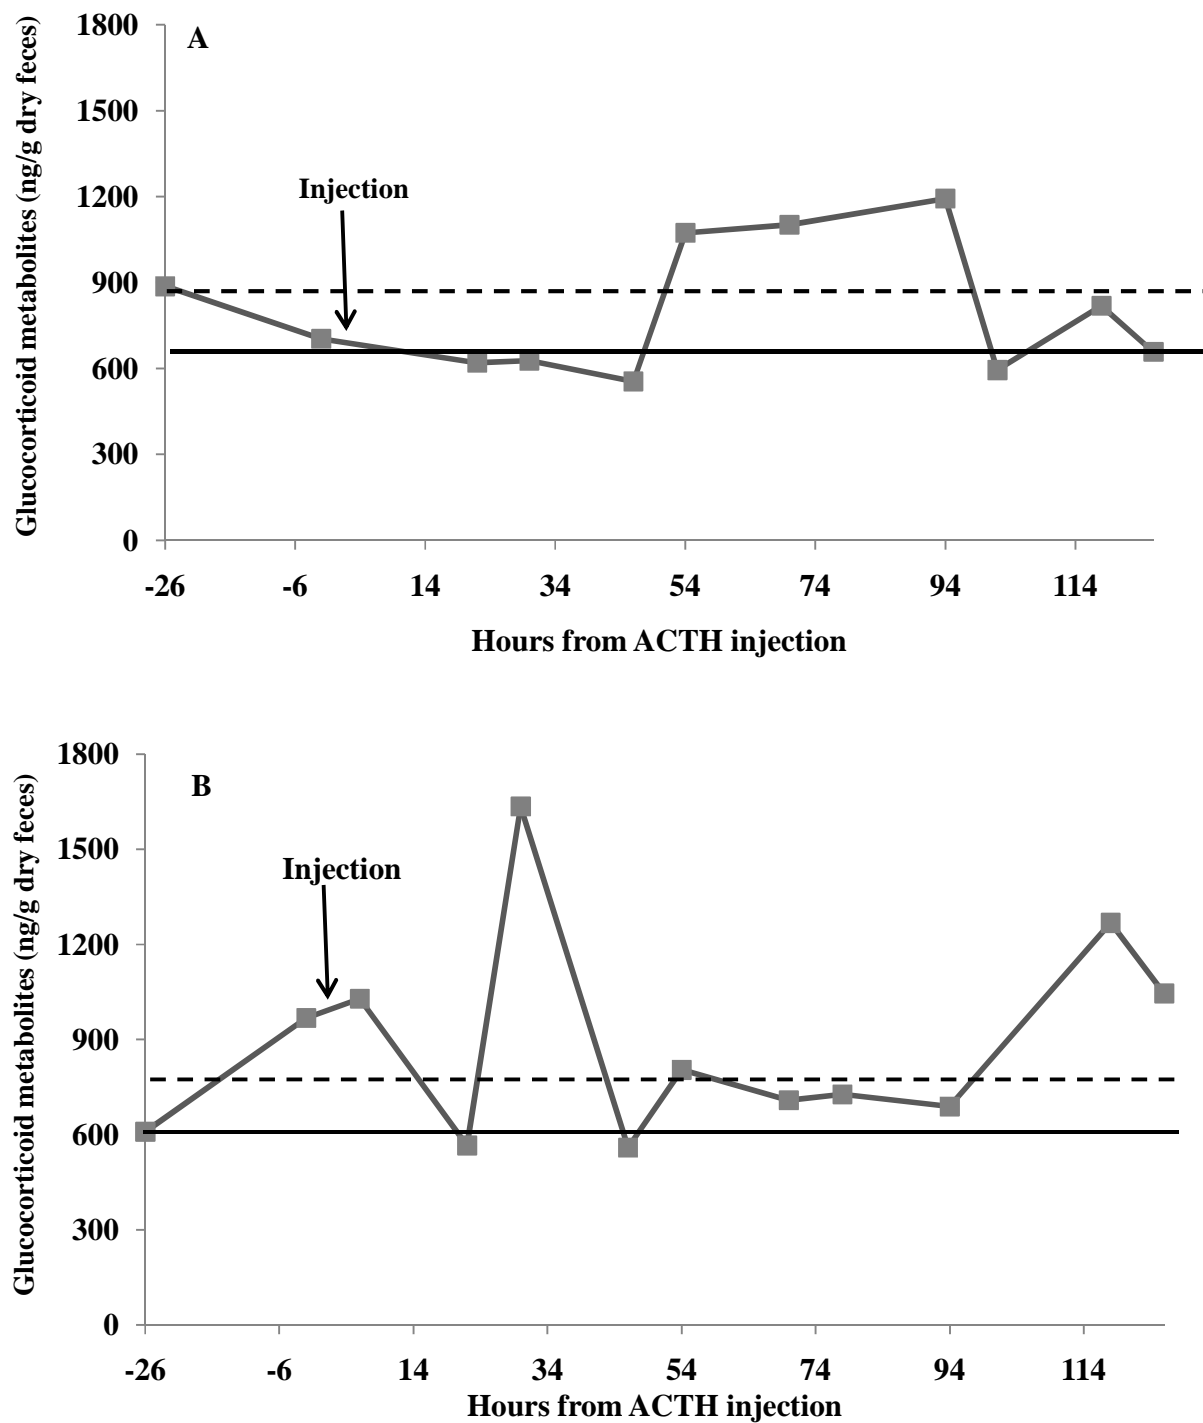 A
Glucocorticoid metabolites (ng/g dry feces)
1800
1500
1200
900
600
300
0
Injection
-26 -6 14 34 54 74 94 114
Hours from ACTH injection
B
Glucocorticoid metabolites (ng/g dry feces)
1800
1500
1200
900
600
300
0
Injection
-26 -6 14 34 54 74 94 114
Hours from ACTH injection